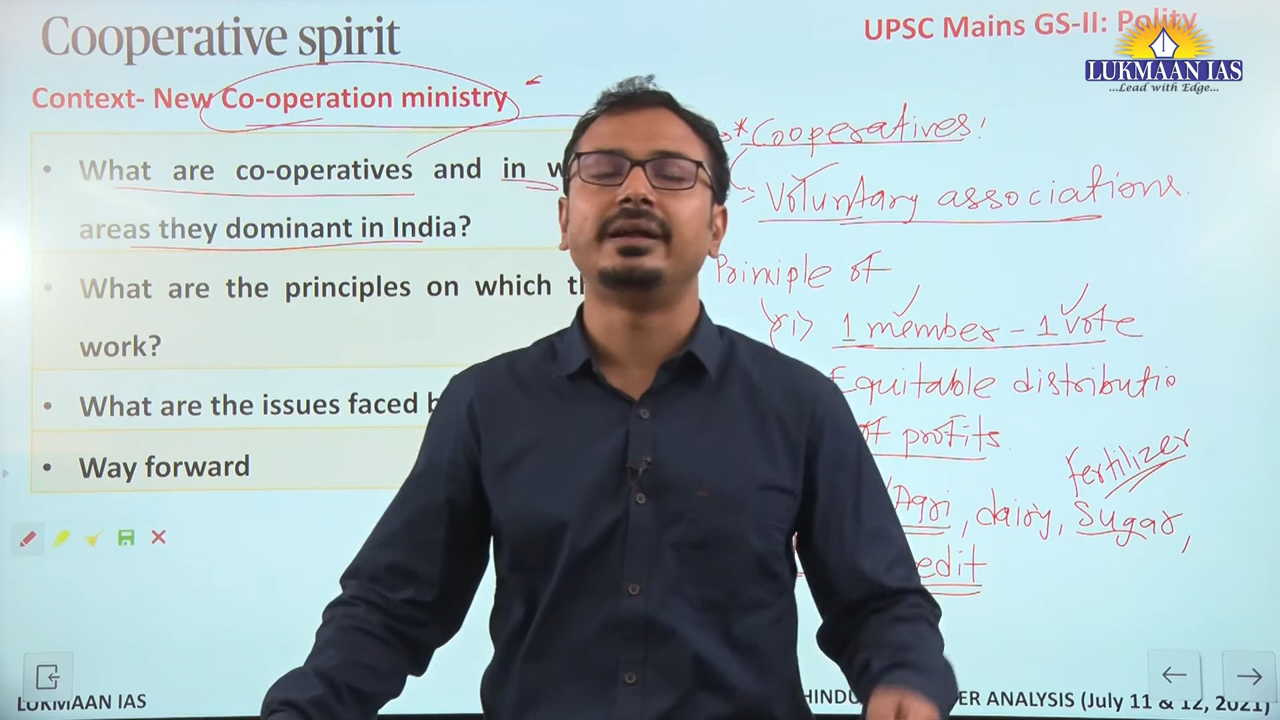 Cooperative spirit
UPSC Mains GS-II: Polity
LUKMAAN IAS
...Lead with Edge...
Context- New Co-operation ministry
What are co-operatives and in w
areas they dominant in India?
What are the principles on which th
work?
What are the issues faced b
Way forward
* Cooperatives!
Voluntary associations.
Primiple of
(i) 1 member - 1 vote
Equitable distributio
of profits.
Fertilizer
Agri, dairy, Sugar,
edit
LUKMAAN IAS
HINDU
ER ANALYSIS (July 11 & 12, 2021)